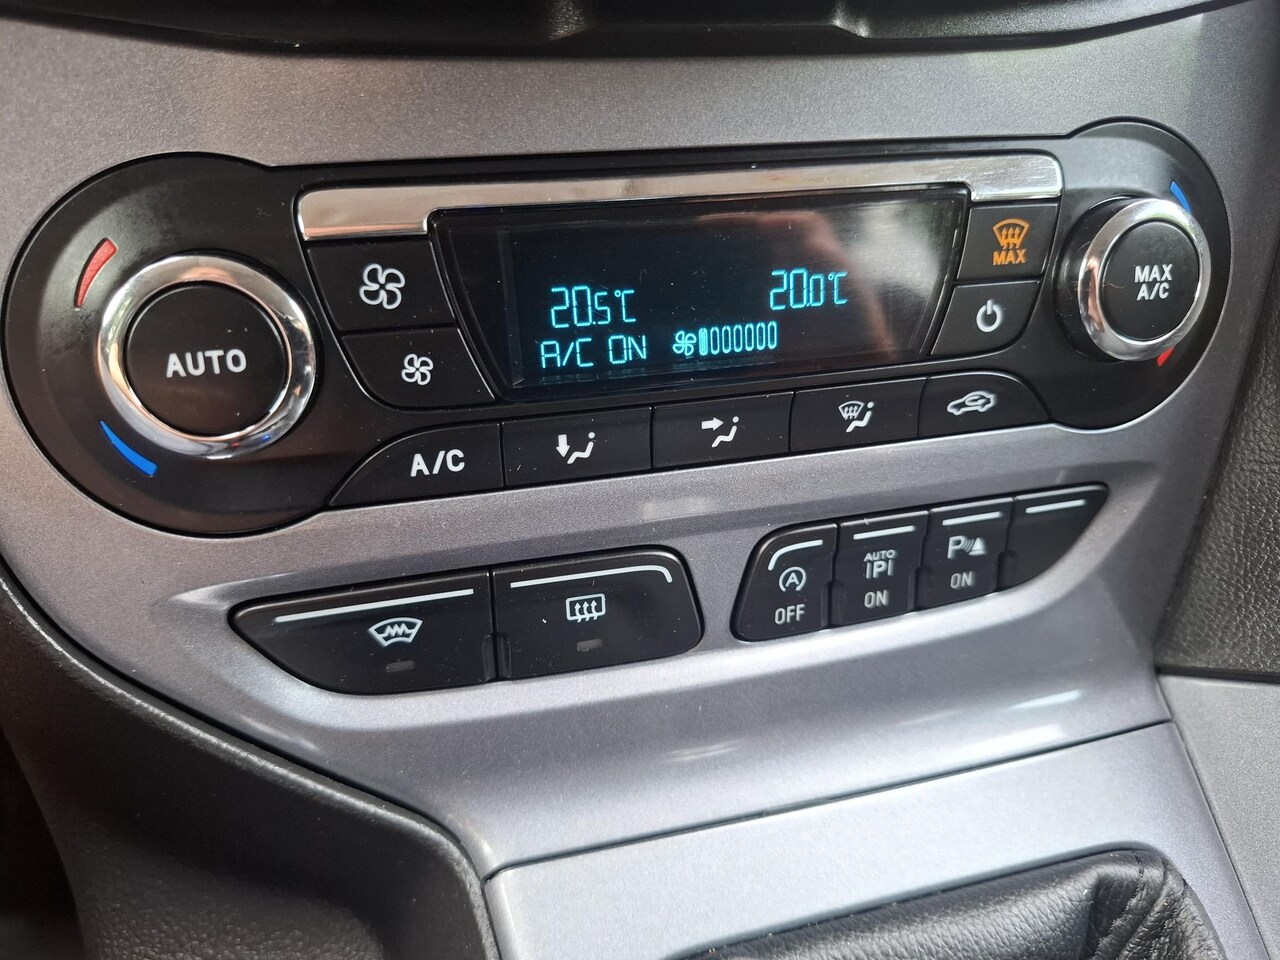 AUTO
20.5°C
20.0°C
A/C ON
MAX
MAX
A/C
A/C
A
OFF
AUTO
P
ON
P
ON